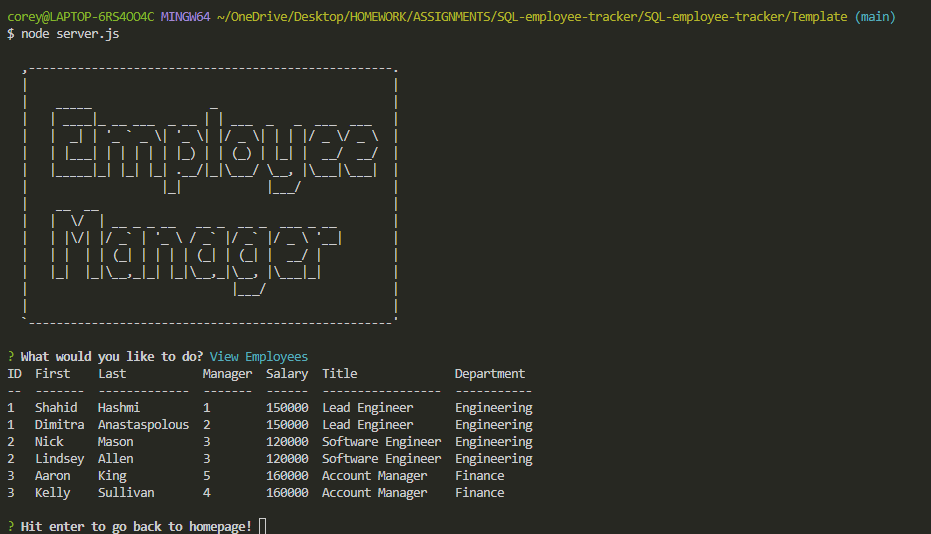 corey@LAPTOP-6RS4OO4C MINGW64 ~/OneDrive/Desktop/HOMEWORK/ASSIGNMENTS/SQL-employee-tracker/SQL-employee-tracker/Template (main)
$ node server.js
Employee
Manager
? What would you like to do? View Employees
ID First Last Manager Salary Title Department
-- ------- ------------- ------- ------ ----------------- -----------
1 Shahid Hashmi 1 150000 Lead Engineer Engineering
1 Dimitra Anastaspolous 2 150000 Lead Engineer Engineering
2 Nick Mason 3 120000 Software Engineer Engineering
2 Lindsey Allen 3 120000 Software Engineer Engineering
3 Aaron King 5 160000 Account Manager Finance
3 Kelly Sullivan 4 160000 Account Manager Finance
? Hit enter to go back to homepage!